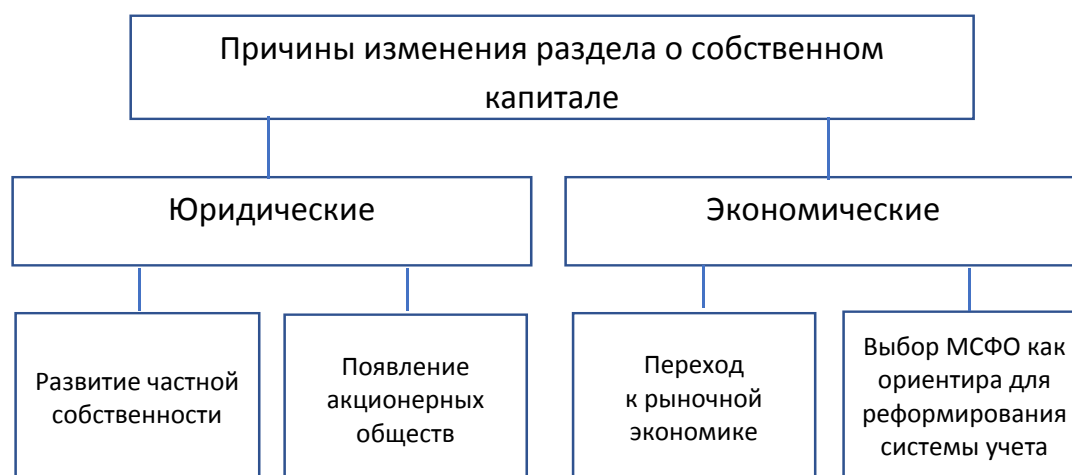 Причины изменения раздела о собственном
капитале
Юридические
Экономические
Развитие частной
собственности
Появление
акционерных
обществ
Переход
к рыночной
экономике
Выбор МСФО как
ориентира для
реформирования
системы учета